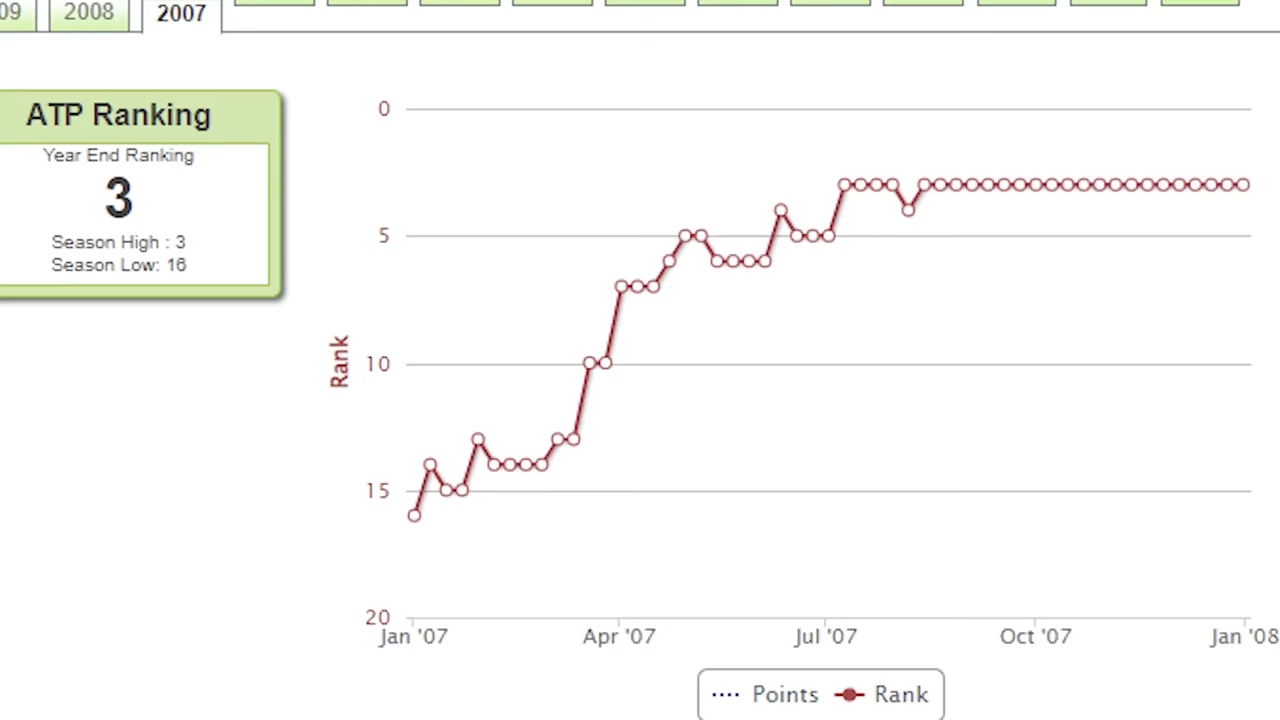 09 2008 2007
ATP Ranking
Year End Ranking
3
Season High : 3
Season Low: 16
Rank
0
5
10
15
20
Jan '07 Apr '07 Jul '07 Oct '07 Jan '08
Points Rank